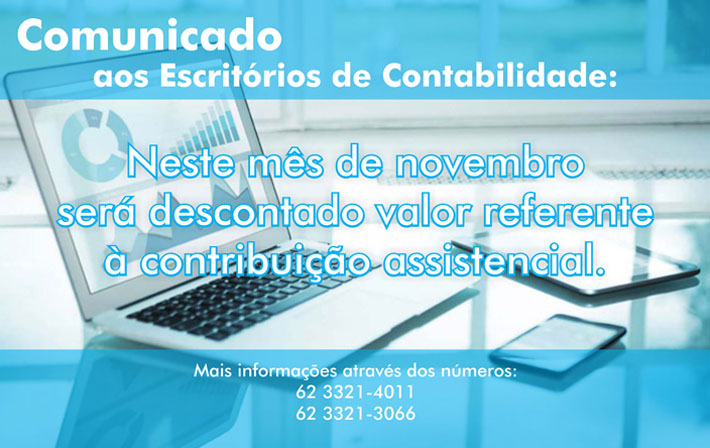 Comunicado
aos Escritórios de Contabilidade:
Neste mês de novembro
será descontado valor referente
à contribuição assistencial.
Mais informações através dos números:
62 3321-4011
62 3321-3066